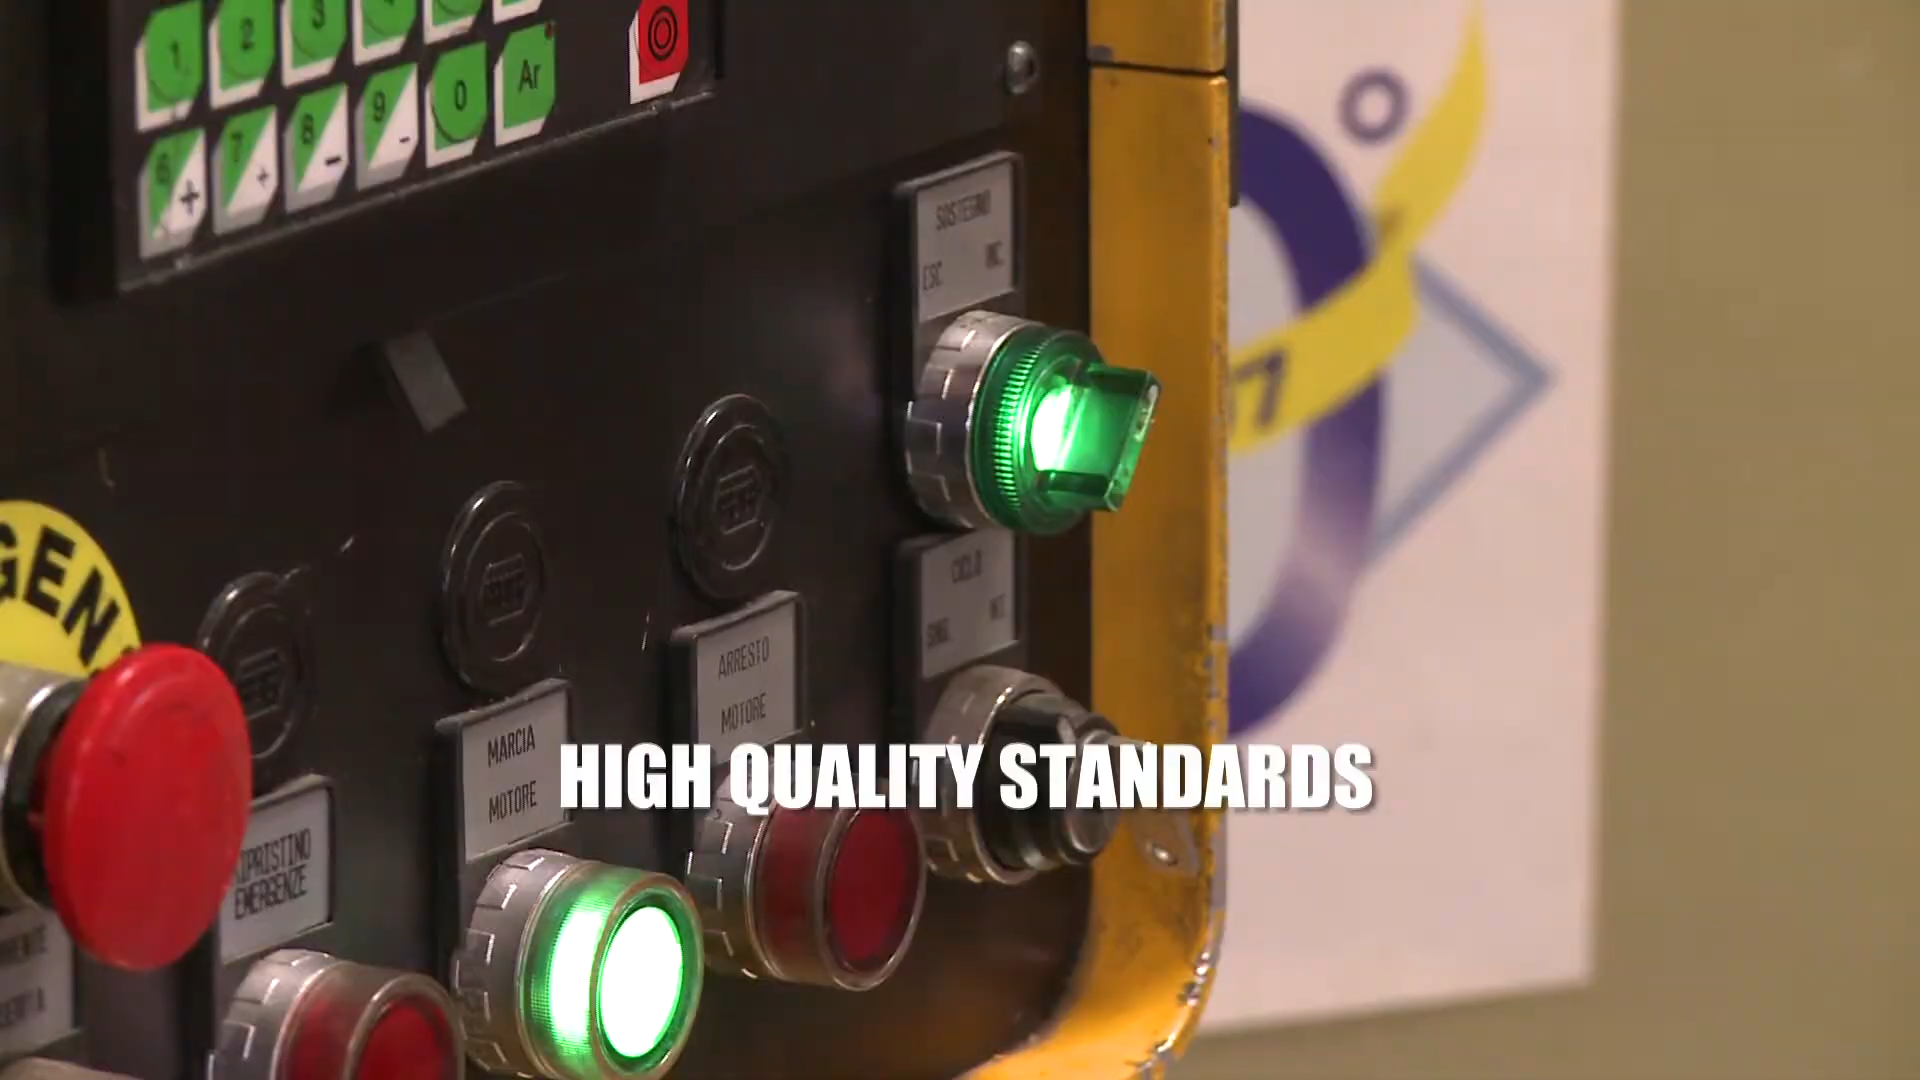 1
2
3
4
0
Ar
6
+
7
+
8
-
9
-
SOSTEGNO
ESC.
INC.
CICLO
SING.
ARRESTO
MOTORE
MARCIA
MOTORE
HIGH QUALITY STANDARDS
RIPRISTINO
EMERGENZE
GEN